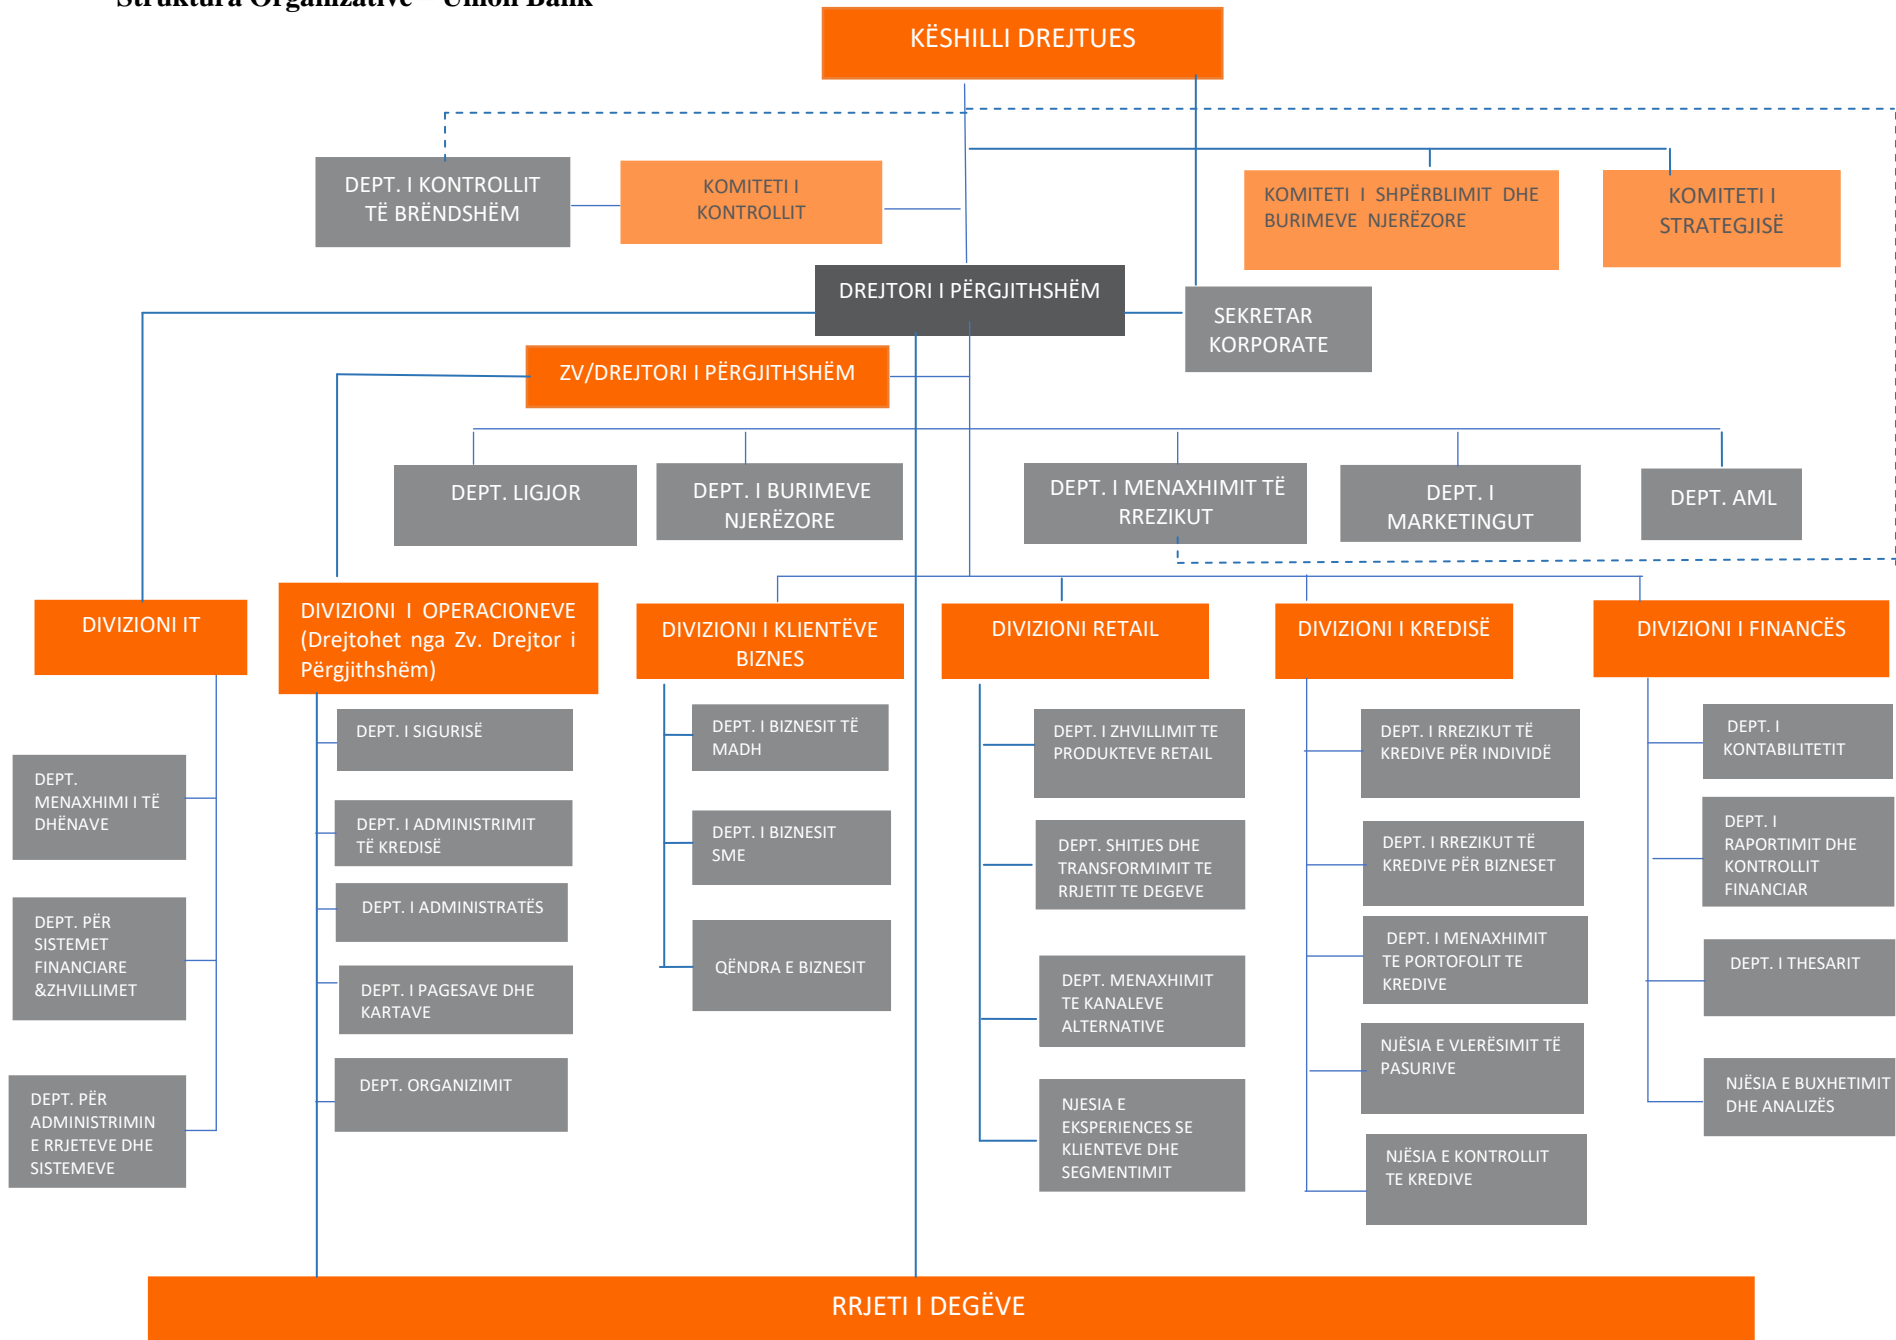 Struktura Organizative – Union Bank
KËSHILLI DREJTUES
DEPT. I KONTROLLIT
TË BRËNDSHËM
KOMITETI I
KONTROLLIT
KOMITETI I SHPËRBLIMIT DHE
BURIMEVE NJERËZORE
KOMITETI I
STRATEGJISË
DREJTORI I PËRGJITHSHËM
SEKRETAR
KORPORATE
ZV/DREJTORI I PËRGJITHSHËM
DEPT. LIGJOR
DEPT. I BURIMEVE
NJERËZORE
DEPT. I MENAXHIMIT TË
RREZIKUT
DEPT. I
MARKETINGUT
DEPT. AML
DIVIZIONI IT
DEPT.
MENAXHIMI I TË
DHËNAVE
DEPT. PËR
SISTEMET
FINANCIARE
&ZHVILLIMET
DEPT. PËR
ADMINISTRIMIN
E RRJETEVE DHE
SISTEMEVE
DIVIZIONI I OPERACIONEVE
(Drejtohet nga Zv. Drejtor i
Përgjithshëm)
DEPT. I SIGURISË
DEPT. I ADMINISTRIMIT
TË KREDISË
DEPT. I ADMINISTRATËS
DEPT. I PAGESAVE DHE
KARTAVE
DEPT. ORGANIZIMIT
DIVIZIONI I KLIENTËVE
BIZNES
DEPT. I BIZNESIT TË
MADH
DEPT. I BIZNESIT
SME
QËNDRA E BIZNESIT
DIVIZIONI RETAIL
DEPT. I ZHVILLIMIT TE
PRODUKTEVE RETAIL
DEPT. SHITJES DHE
TRANSFORMIMIT TE
RRJETIT TE DEGEVE
DEPT. MENAXHIMIT
TE KANALEVE
ALTERNATIVE
NJESIA E
EKSPERIENCES SE
KLIENTEVE DHE
SEGMENTIMIT
DIVIZIONI I KREDISË
DEPT. I RREZIKUT TË
KREDIVE PËR INDIVIDË
DEPT. I RREZIKUT TË
KREDIVE PËR BIZNESET
DEPT. I MENAXHIMIT
TE PORTOFOLIT TE
KREDIVE
NJËSIA E VLERËSIMIT TË
PASURIVE
NJËSIA E KONTROLLIT
TE KREDIVE
DIVIZIONI I FINANCËS
DEPT. I
KONTABILITETIT
DEPT. I
RAPORTIMIT DHE
KONTROLLIT
FINANCIAR
DEPT. I THESARIT
NJËSIA E BUXHETIMIT
DHE ANALIZËS
RRJETI I DEGËVE